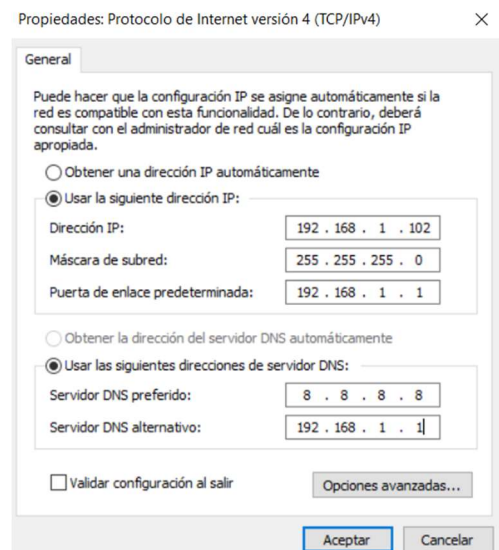 Propiedades: Protocolo de Internet versión 4 (TCP/IPv4)
General
Puede hacer que la configuración IP se asigne automáticamente si la
red es compatible con esta funcionalidad. De lo contrario, deberá
consultar con el administrador de red cuál es la configuración IP
apropiada.
Obtener una dirección IP automáticamente
Usar la siguiente dirección IP:
Dirección IP: 192 . 168 . 1 . 102
Máscara de subred: 255 . 255 . 255 . 0
Puerta de enlace predeterminada: 192 . 168 . 1 . 1
Obtener la dirección del servidor DNS automáticamente
Usar las siguientes direcciones de servidor DNS:
Servidor DNS preferido: 8 . 8 . 8 . 8
Servidor DNS alternativo: 192 . 168 . 1 . 1
Validar configuración al salir
Opciones avanzadas...
Aceptar Cancelar